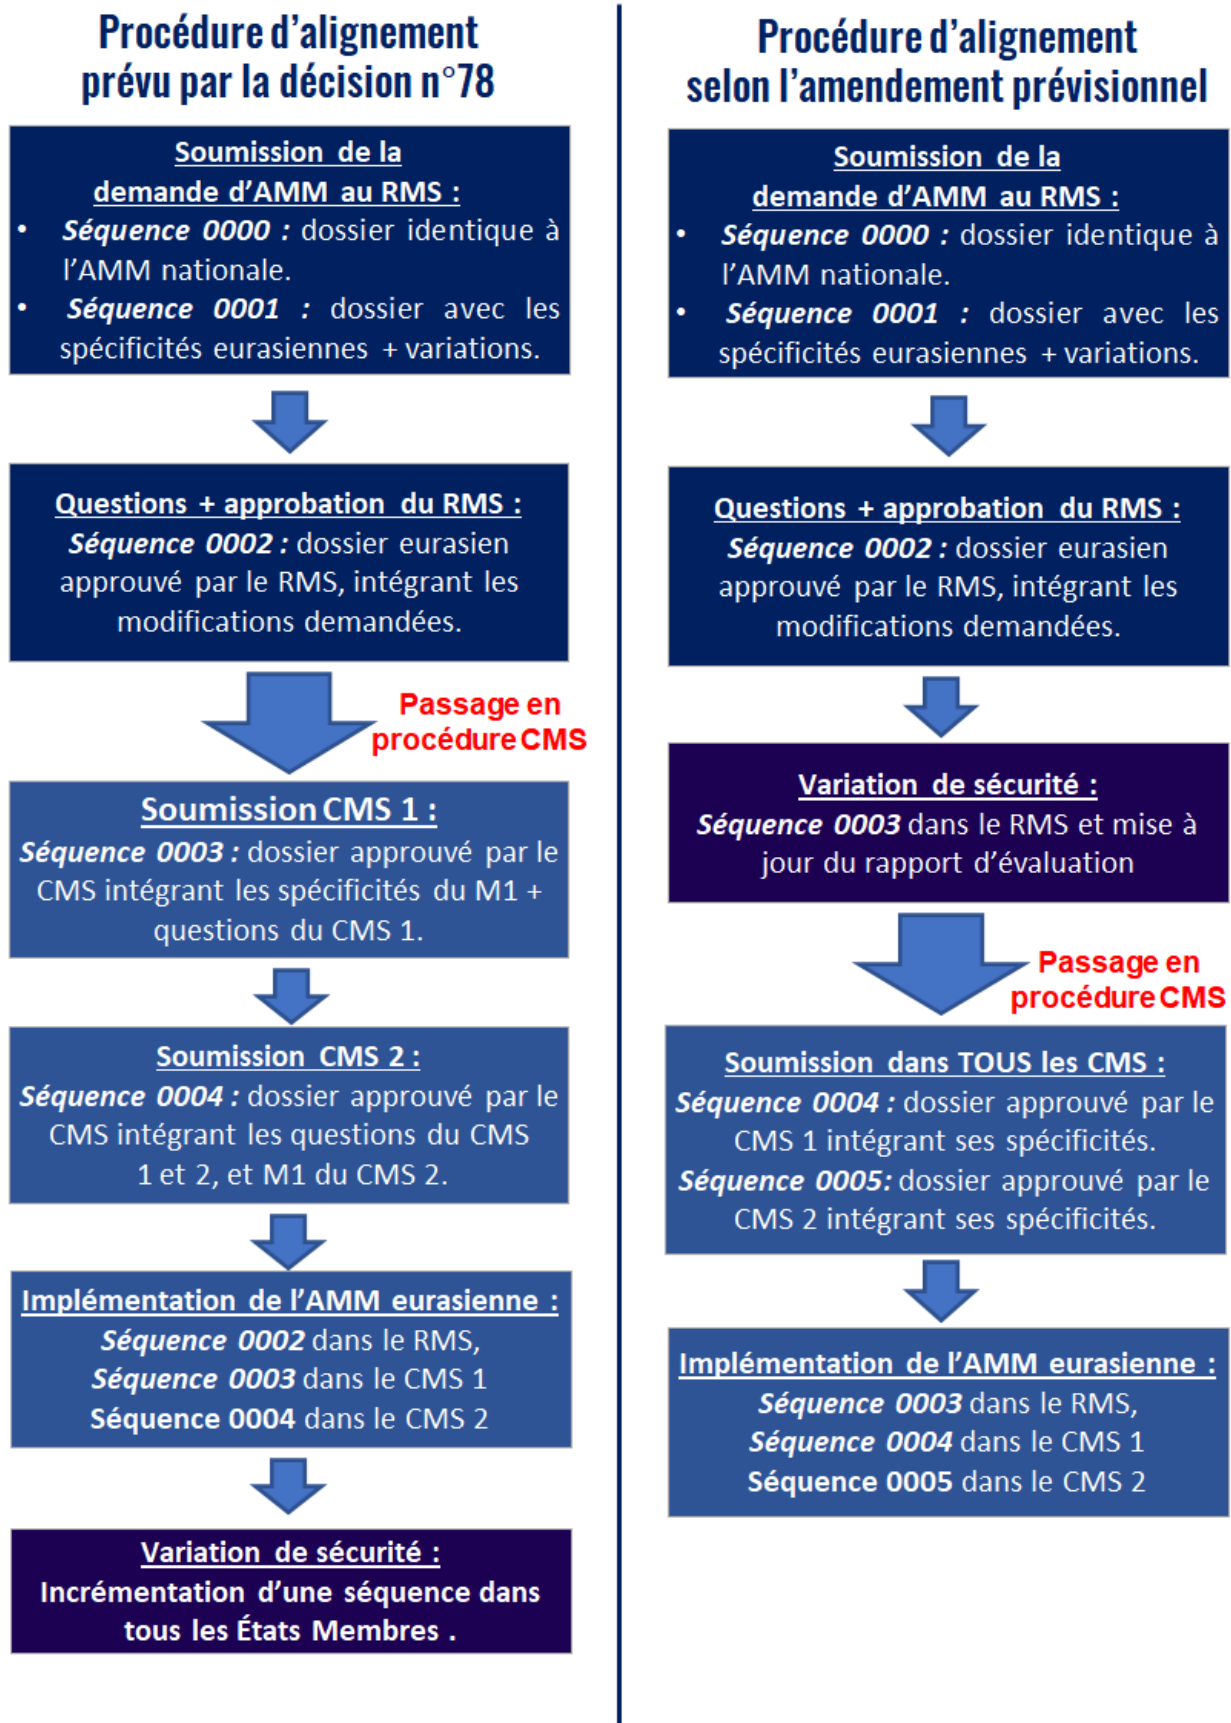 Procédure d'alignement
prévu par la décision n°78
Soumission de la
demande d'AMM au RMS :
• Séquence 0000 : dossier identique à
l'AMM nationale.
• Séquence 0001 : dossier avec les
spécificités eurasiennes + variations.
Questions + approbation du RMS :
Séquence 0002 : dossier eurasien
approuvé par le RMS, intégrant les
modifications demandées.
Passage en
procédure CMS
Soumission CMS 1 :
Séquence 0003 : dossier approuvé par le
CMS intégrant les spécificités du M1 +
questions du CMS 1.
Soumission CMS 2 :
Séquence 0004 : dossier approuvé par le
CMS intégrant les questions du CMS
1 et 2, et M1 du CMS 2.
Implémentation de l'AMM eurasienne :
Séquence 0002 dans le RMS,
Séquence 0003 dans le CMS 1
Séquence 0004 dans le CMS 2
Variation de sécurité :
Incrémentation d'une séquence dans
tous les États Membres .
Procédure d'alignement
selon l'amendement prévisionnel
Soumission de la
demande d'AMM au RMS :
• Séquence 0000 : dossier identique à
l'AMM nationale.
• Séquence 0001 : dossier avec les
spécificités eurasiennes + variations.
Questions + approbation du RMS :
Séquence 0002 : dossier eurasien
approuvé par le RMS, intégrant les
modifications demandées.
Variation de sécurité :
Séquence 0003 dans le RMS et mise à
jour du rapport d'évaluation
Passage en
procédure CMS
Soumission dans TOUS les CMS :
Séquence 0004 : dossier approuvé par le
CMS 1 intégrant ses spécificités.
Séquence 0005: dossier approuvé par le
CMS 2 intégrant ses spécificités.
Implémentation de l'AMM eurasienne :
Séquence 0003 dans le RMS,
Séquence 0004 dans le CMS 1
Séquence 0005 dans le CMS 2